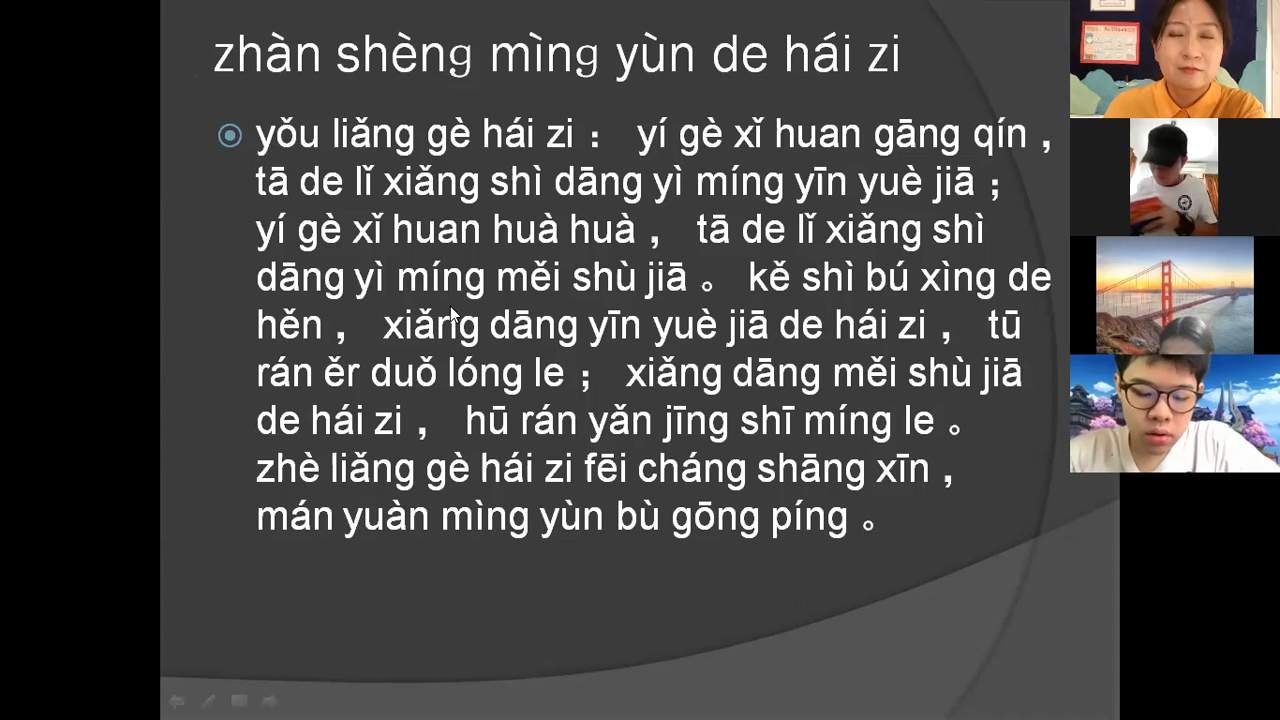 zhàn shèng mìng yùn de hái zi
yǒu liǎng gè hái zi : yí gè xǐ huan gāng qín ,
tā de lǐ xiǎng shì dāng yì míng yīn yuè jiā ;
yí gè xǐ huan huà huà , tā de lǐ xiǎng shì
dāng yì míng měi shù jiā 。 kě shì bú xìng de
hěn , xiǎng dāng yīn yuè jiā de hái zi , tū
rán ěr duǒ lóng le ; xiǎng dāng měi shù jiā
de hái zi , hū rán yǎn jīng shī míng le 。
zhè liǎng gè hái zi fēi cháng shāng xīn ,
mán yuàn mìng yùn bù gōng píng 。